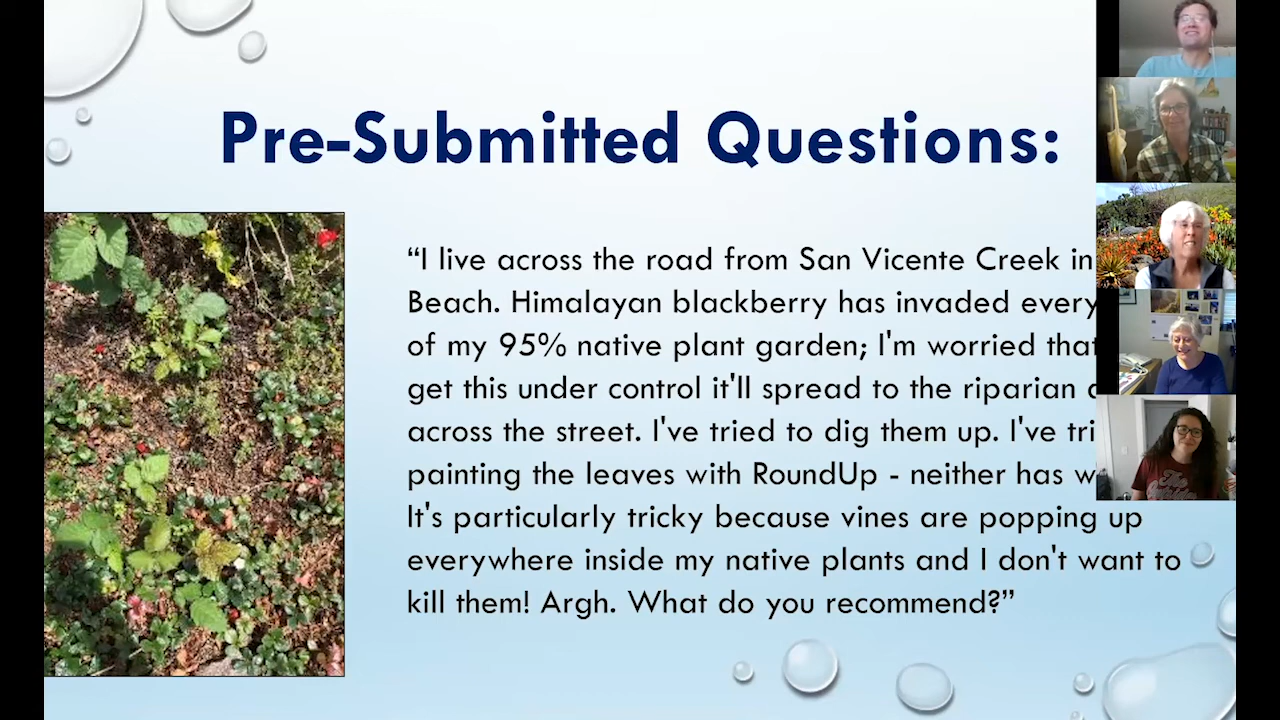 Pre-Submitted Questions:
“I live across the road from San Vicente Creek in
Beach. Himalayan blackberry has invaded every
of my 95% native plant garden; I'm worried that
get this under control it'll spread to the riparian
across the street. I've tried to dig them up. I've
painting the leaves with RoundUp - neither has
It's particularly tricky because vines are popping up
everywhere inside my native plants and I don't want to
kill them! Argh. What do you recommend?”